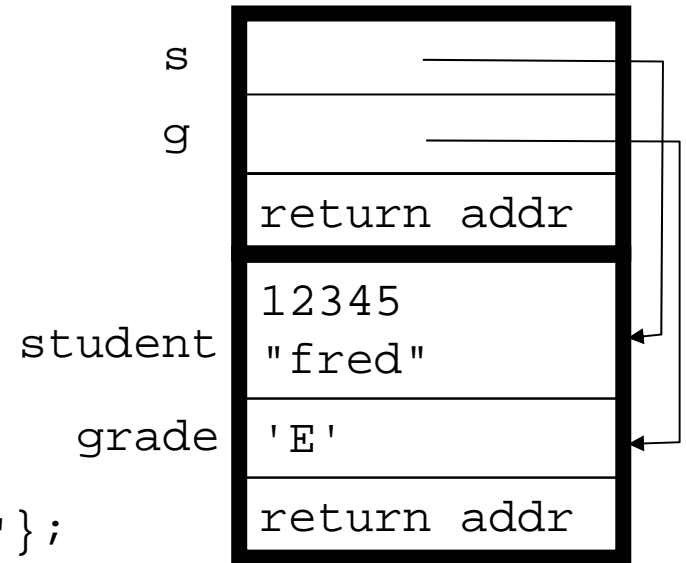 s
g
return addr
12345
student
"fred"
grade 'E'
return addr
"};